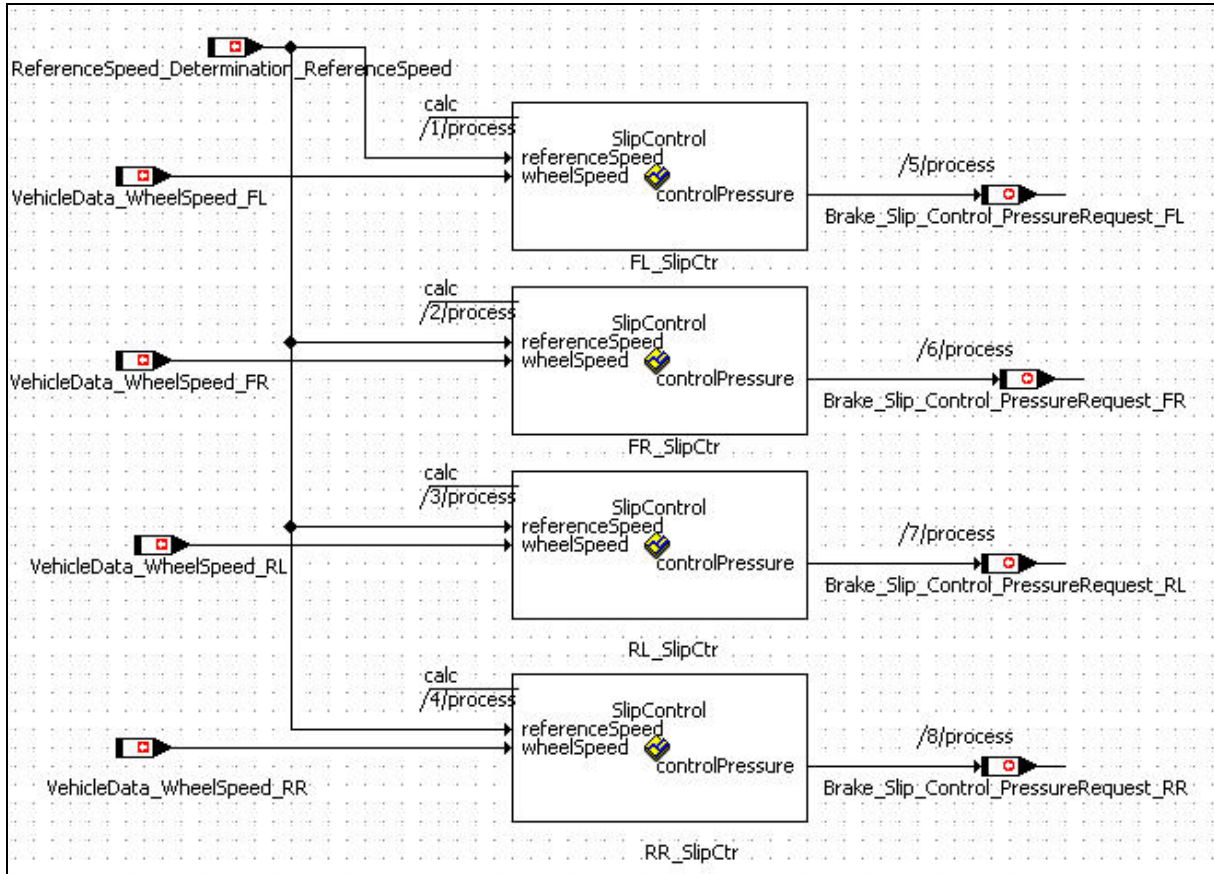 ReferenceSpeed_Determination_ReferenceSpeed
calc
/1/process
SlipControl
referenceSpeed
wheelSpeed
controlPressure
VehicleData_WheelSpeed_FL
/5/process
Brake_Slip_Control_PressureRequest_FL
FL_SlipCtr
calc
/2/process
SlipControl
referenceSpeed
wheelSpeed
controlPressure
VehicleData_WheelSpeed_FR
/6/process
Brake_Slip_Control_PressureRequest_FR
FR_SlipCtr
calc
/3/process
SlipControl
referenceSpeed
wheelSpeed
controlPressure
VehicleData_WheelSpeed_RL
/7/process
Brake_Slip_Control_PressureRequest_RL
RL_SlipCtr
calc
/4/process
SlipControl
referenceSpeed
wheelSpeed
controlPressure
VehicleData_WheelSpeed_RR
/8/process
Brake_Slip_Control_PressureRequest_RR
RR_SlipCtr